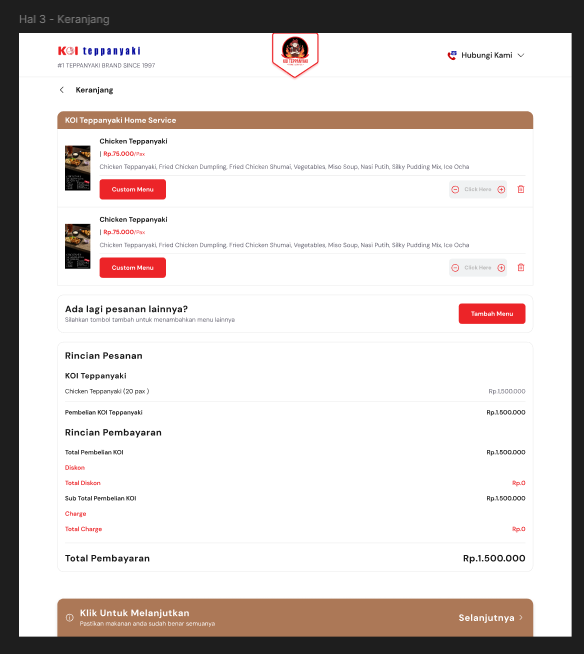 Hal 3 - Keranjang
KOI teppanyaki
#1 TEPPANYAKI BRAND SINCE 1997
KOI TEPPANYAKI
Hubungi Kami
Keranjang
KOI Teppanyaki Home Service
Chicken Teppanyaki
| Rp.75.000/Pax
Chicken Teppanyaki, Fried Chicken Dumpling, Fried Chicken Shumai, Vegetables, Miso Soup, Nasi Putih, Silky Pudding Mix, Ice Ocha
Custom Menu
Click Here
Chicken Teppanyaki
| Rp.75.000/Pax
Chicken Teppanyaki, Fried Chicken Dumpling, Fried Chicken Shumai, Vegetables, Miso Soup, Nasi Putih, Silky Pudding Mix, Ice Ocha
Custom Menu
Click Here
Ada lagi pesanan lainnya?
Silahkan tombol tambah untuk menambahkan menu lainnya
Tambah Menu
Rincian Pesanan
KOI Teppanyaki
Chicken Teppanyaki (20 pax )
Rp.1.500.000
Pembelian KOI Teppanyaki
Rp.1.500.000
Rincian Pembayaran
Total Pembelian KOI
Rp.1.500.000
Diskon
Total Diskon
Rp.0
Sub Total Pembelian KOI
Rp.1.500.000
Charge
Total Charge
Rp.0
Total Pembayaran
Rp.1.500.000
Klik Untuk Melanjutkan
Pastikan makanan anda sudah benar semuanya
Selanjutnya